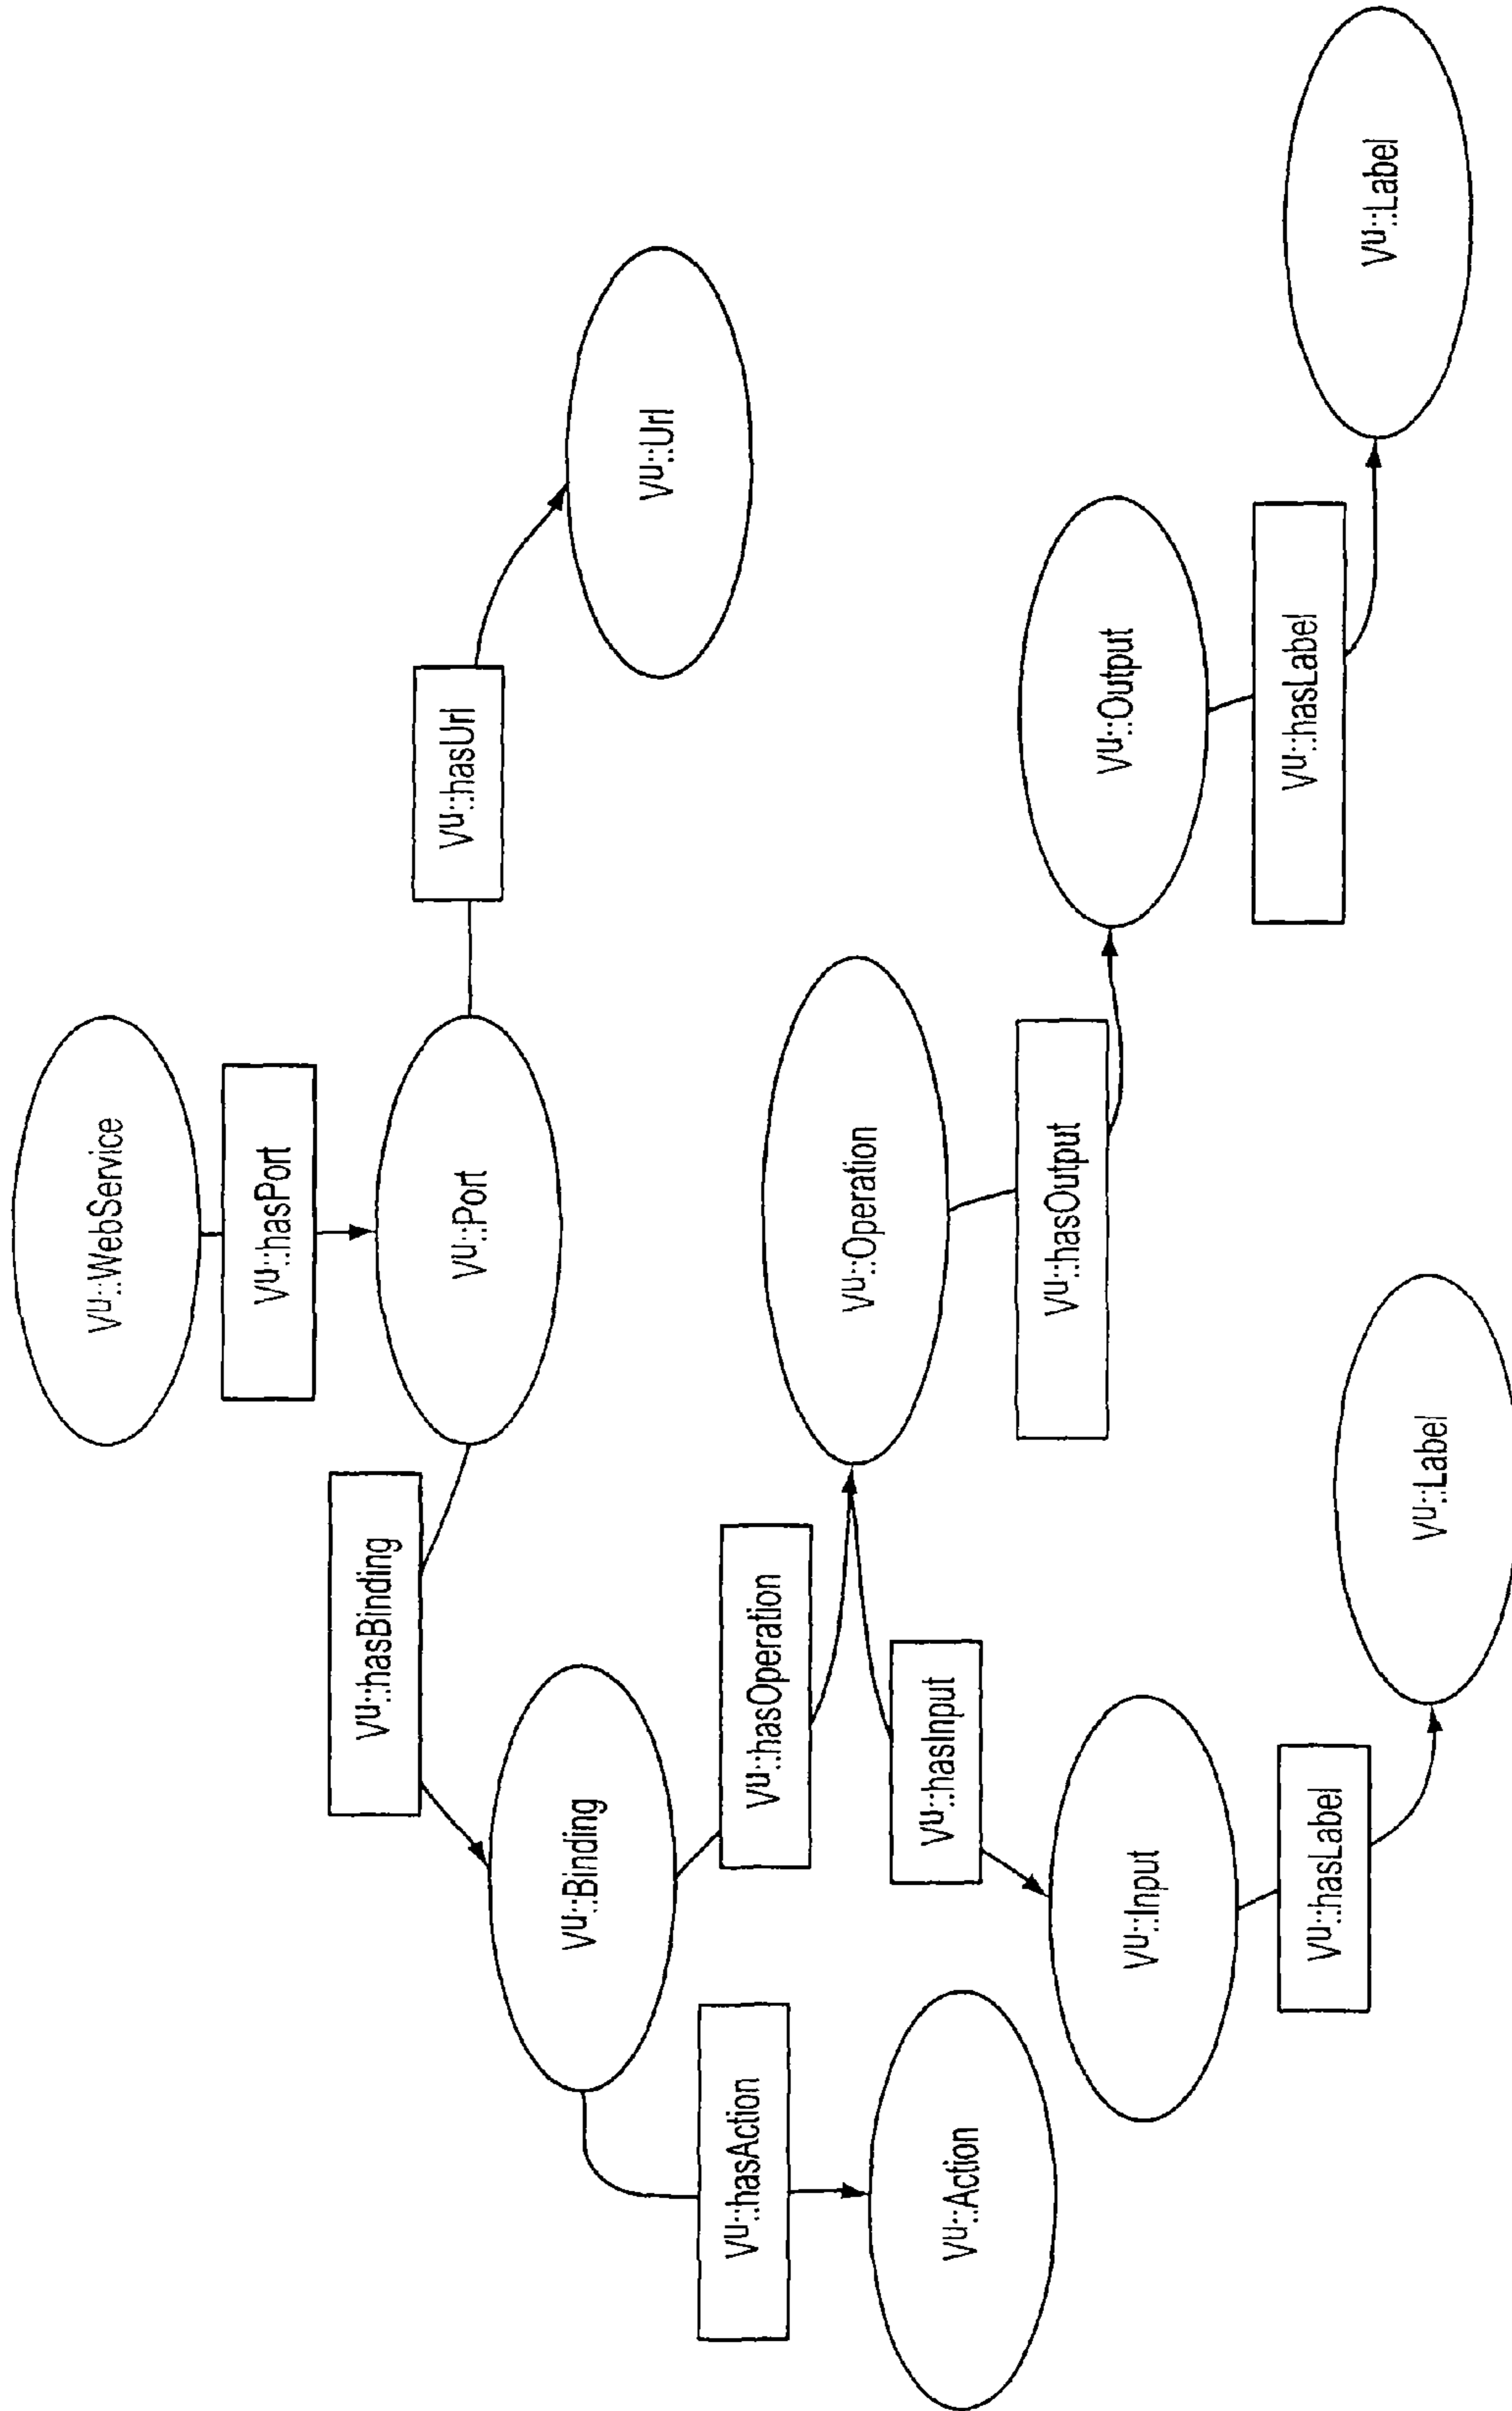 Vu::WebService
Vu::hasPort
Vu::hasBinding
Vu::hasUrl
Vu::Port
Vu::Binding
Vu::Url
Vu::hasAction
Vu::hasOperation
Vu::Operation
Vu::hasInput
Vu::Action
Vu::hasOutput
Vu::Output
Vu::Input
Vu::hasLabel
Vu::hasLabel
Vu::Label
Vu::Label